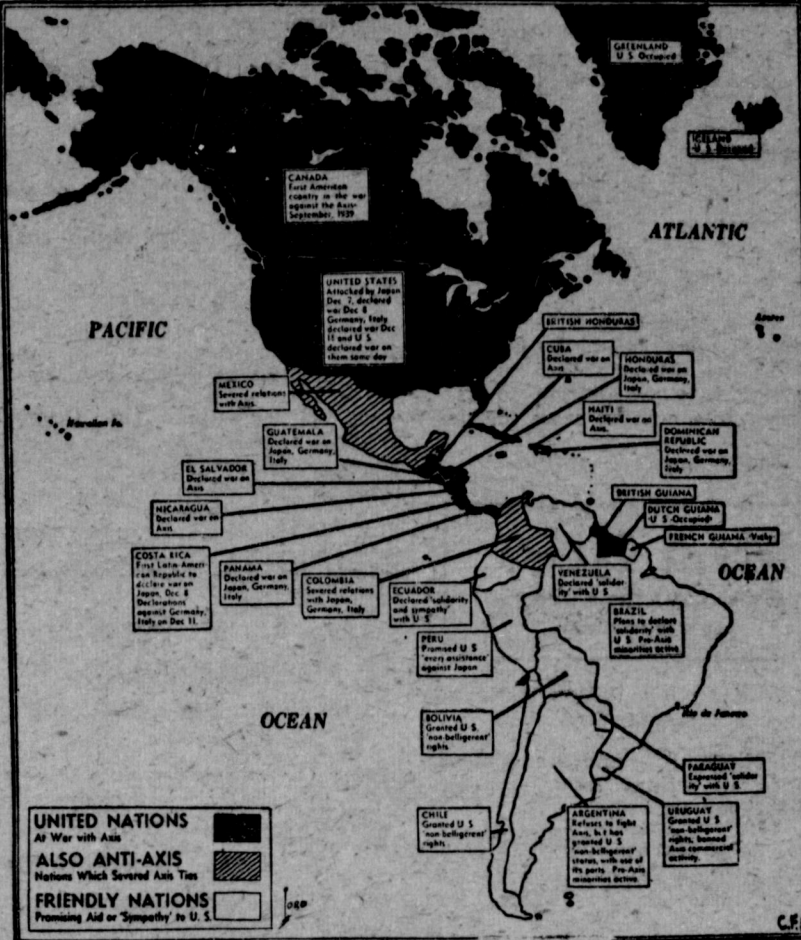 GREENLAND
U S Occupied
ICELAND
U. S. Occupied
CANADA
First American
country in the war
against the Axis-
September, 1939
ATLANTIC
UNITED STATES
Attacked by Japan
Dec. 7, declared
war Dec 8
Germany, Italy
declared war Dec
11 and U S
declared war on
them same day
PACIFIC
Azores
BRITISH HONDURAS
CUBA
Declared war on
Axis
HONDURAS
Declared war on
Japan, Germany,
Italy
MEXICO
Severed relations
with Axis.
Hawaiian Is.
HAITI
Declared war on
Axis.
GUATEMALA
Declared war on
Japan, Germany,
Italy
DOMINICAN
REPUBLIC
Declared war on
Japan, Germany,
Italy
EL SALVADOR
Declared war on
Axis
NICARAGUA
Declared war on
Axis
BRITISH GUIANA
DUTCH GUIANA
U S -Occupied
FRENCH GUIANA -Vichy
COSTA RICA
First Latin-Ameri-
can Republic to
declare war on
Japan, Dec. 8
Declarations
against Germany,
Italy on Dec 11.
PANAMA
Declared war on
Japan, Germany
Italy
COLOMBIA
Severed relations
with Japan,
Germany, Italy
ECUADOR
Declared 'solidarity
and sympathy'
with U S
VENEZUELA
Declared 'solidar
ity' with U S
OCEAN
BRAZIL
Plans to declare
'solidarity' with
U S Pro-Axis
minorities active
PERU
Promised U S
'every assistance'
against Japan
OCEAN
BOLIVIA
Granted U S.
'non-belligerent'
rights
Rio de Janeiro
PARAGUAY
Expressed 'solidar
ity' with U S
CHILE
Granted U S
'non belligerent'
rights
ARGENTINA
Refuses to fight
Axis, but has
granted U S
'non-belligerent'
status, with use of
its ports Pro-Axis
minorities active
URUGUAY
Granted U S
'non-belligerent'
rights, banned
Axis commercial
activity.
UNITED NATIONS
At War with Axis
ALSO ANTI-AXIS
Nations Which Severed Axis Ties
FRIENDLY NATIONS
Promising Aid or 'Sympathy' to U. S.
C.F.